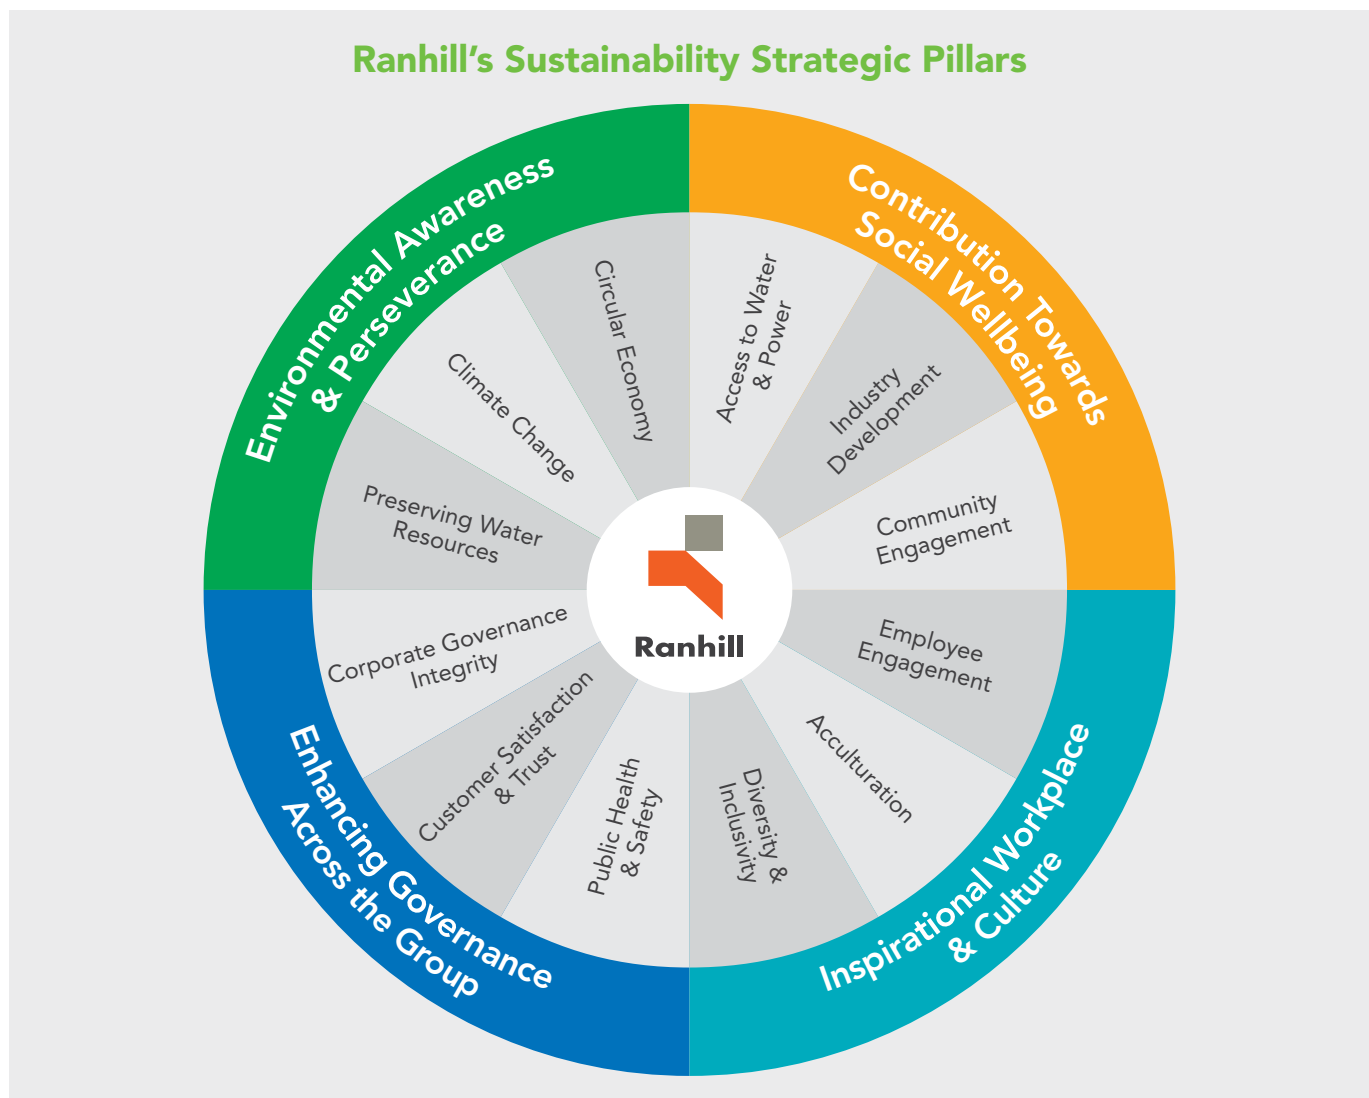 Ranhill's Sustainability Strategic Pillars
Environmental Awareness
& Perseverance
Contribution Towards
Social Wellbeing
Circular Economy
Climate Change
Preserving Water
Resources
Access to Water
& Power
Industry
Development
Community
Engagement
Ranhill
Corporate Governance
Integrity
Customer Satisfaction
& Trust
Public Health
& Safety
Employee
Engagement
Acculturation
Diversity &
Inclusivity
Enhancing Governance
Across the Group
Inspirational Workplace
& Culture